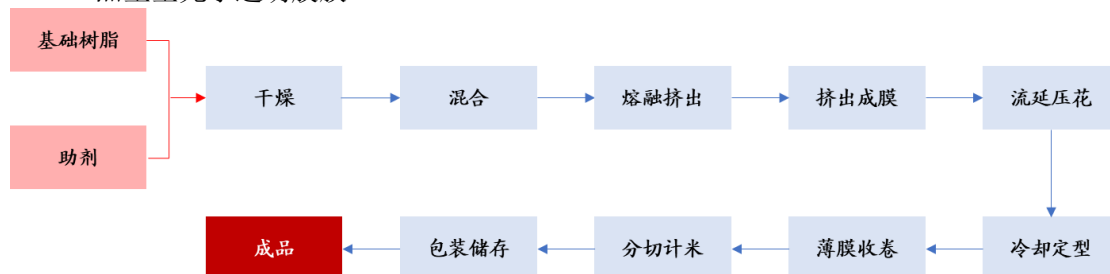 基础树脂
助剂
干燥
混合
熔融挤出
挤出成膜
流延压花
冷却定型
薄膜收卷
分切计米
包装储存
成品